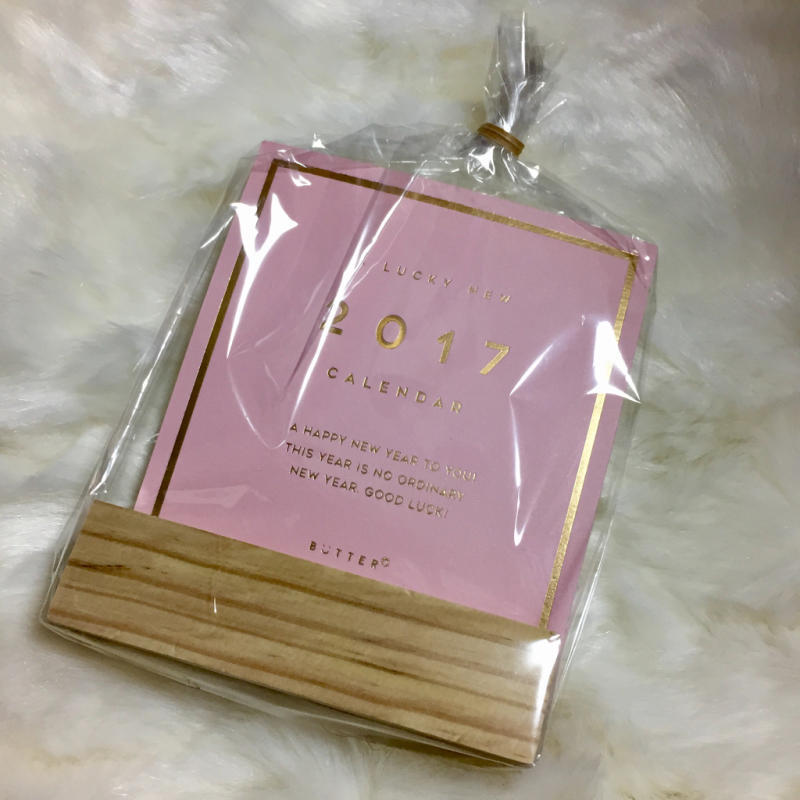 LUCKY NEW
2017
CALENDAR
A HAPPY NEW YEAR TO YOU!
THIS YEAR IS NO ORDINARY
NEW YEAR. GOOD LUCK!
BUTTER